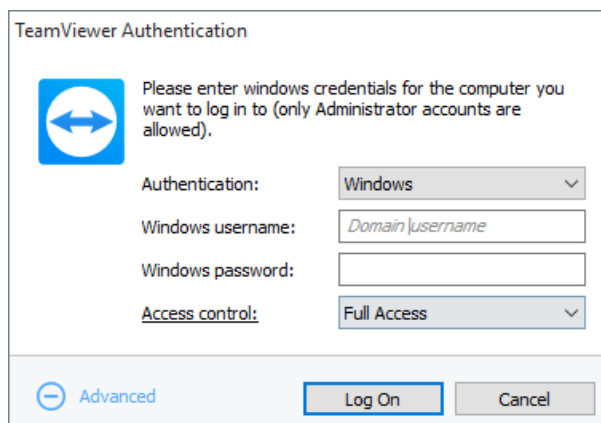 TeamViewer Authentication
Please enter windows credentials for the computer you
want to log in to (only Administrator accounts are
allowed).
Authentication: Windows
Windows username: Domain\username
Windows password:
Access control: Full Access
Advanced Log On Cancel